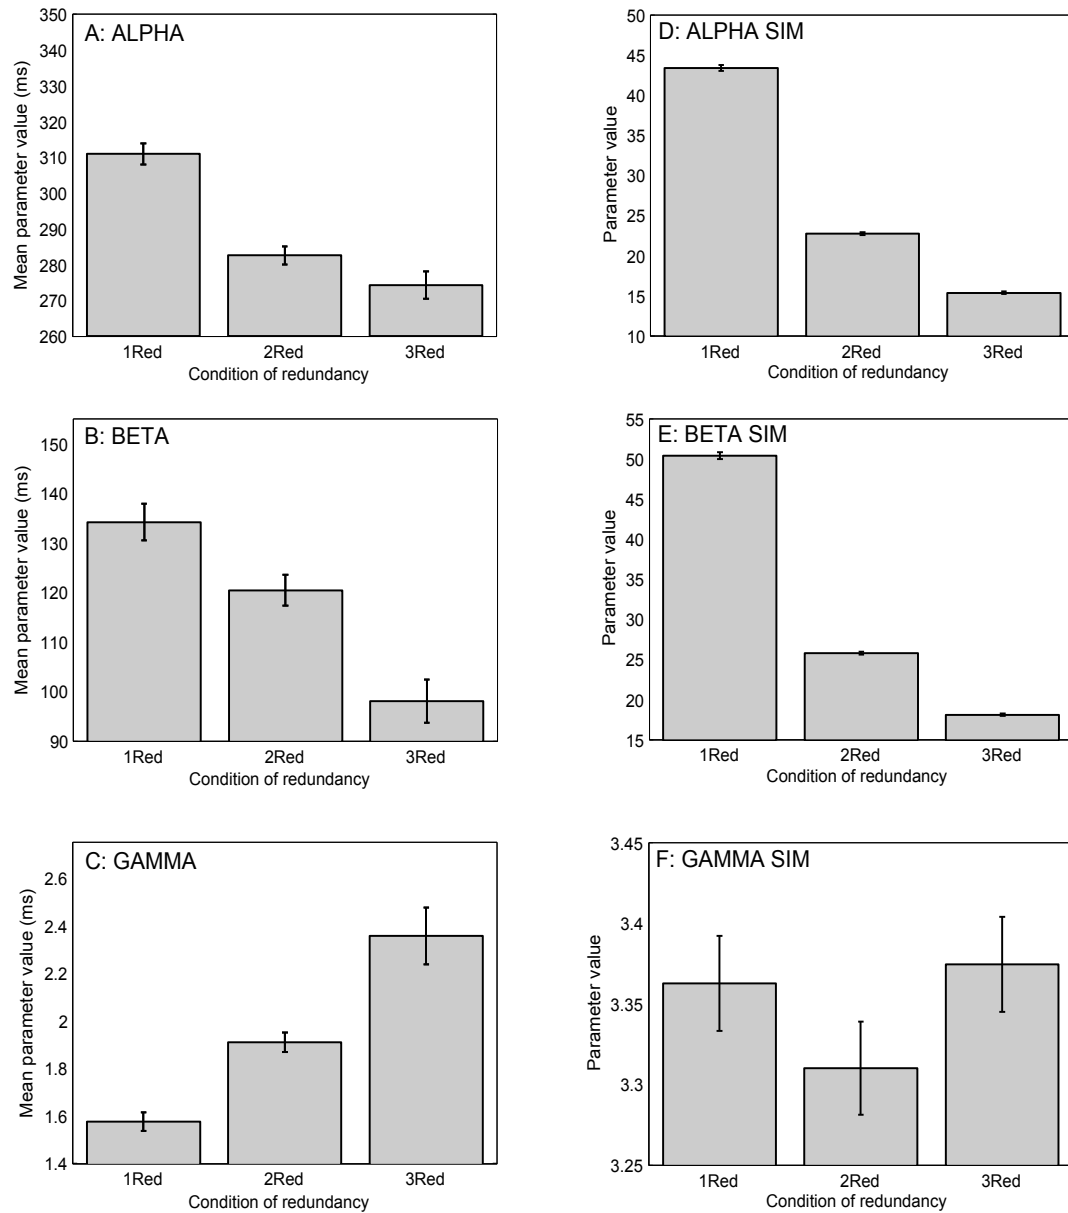 A: ALPHA
Mean parameter value (ms)
350
340
330
320
310
300
290
280
270
260
1Red 2Red 3Red
Condition of redundancy
D: ALPHA SIM
Parameter value
50
45
40
35
30
25
20
15
10
1Red 2Red 3Red
Condition of redundancy
B: BETA
Mean parameter value (ms)
150
140
130
120
110
100
90
1Red 2Red 3Red
Condition of redundancy
E: BETA SIM
Parameter value
55
50
45
40
35
30
25
20
15
1Red 2Red 3Red
Condition of redundancy
C: GAMMA
Mean parameter value (ms)
2.6
2.4
2.2
2
1.8
1.6
1.4
1Red 2Red 3Red
Condition of redundancy
F: GAMMA SIM
Parameter value
3.45
3.4
3.35
3.3
3.25
1Red 2Red 3Red
Condition of redundancy